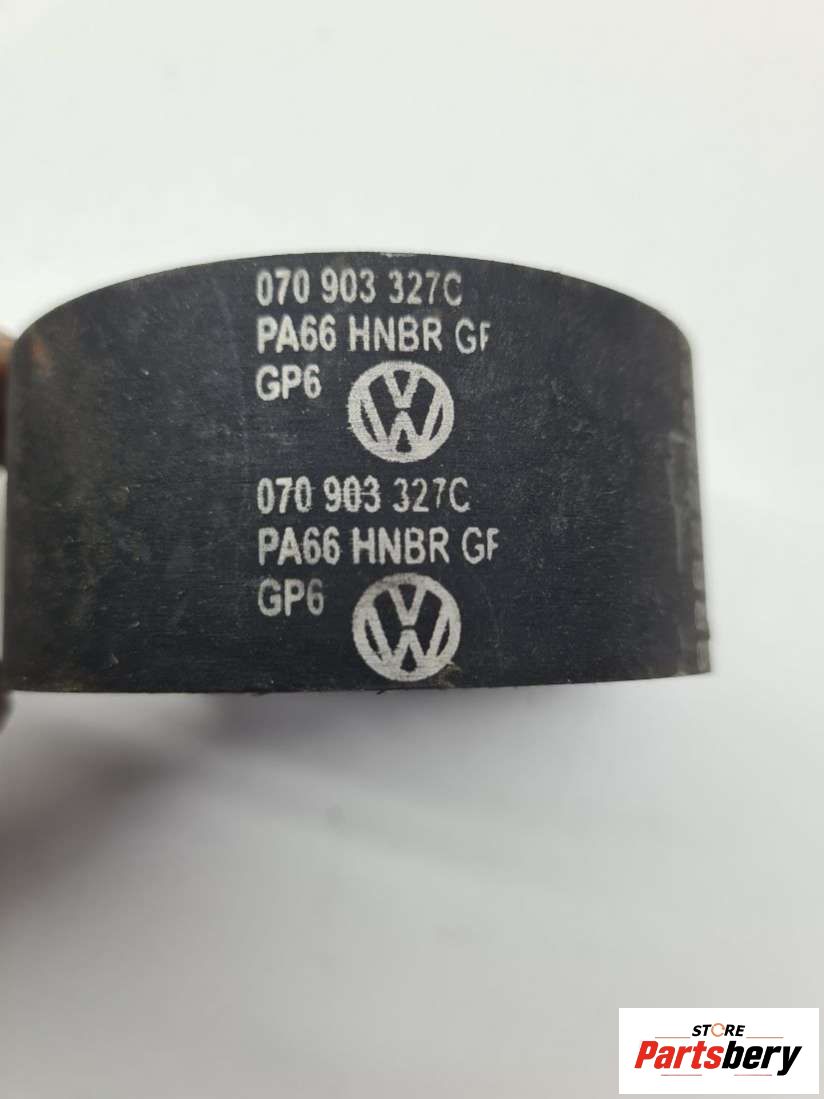 070 903 327C
PA66 HNBR GF
GP6
070 903 327C
PA66 HNBR GF
GP6
STORE
Partsbery